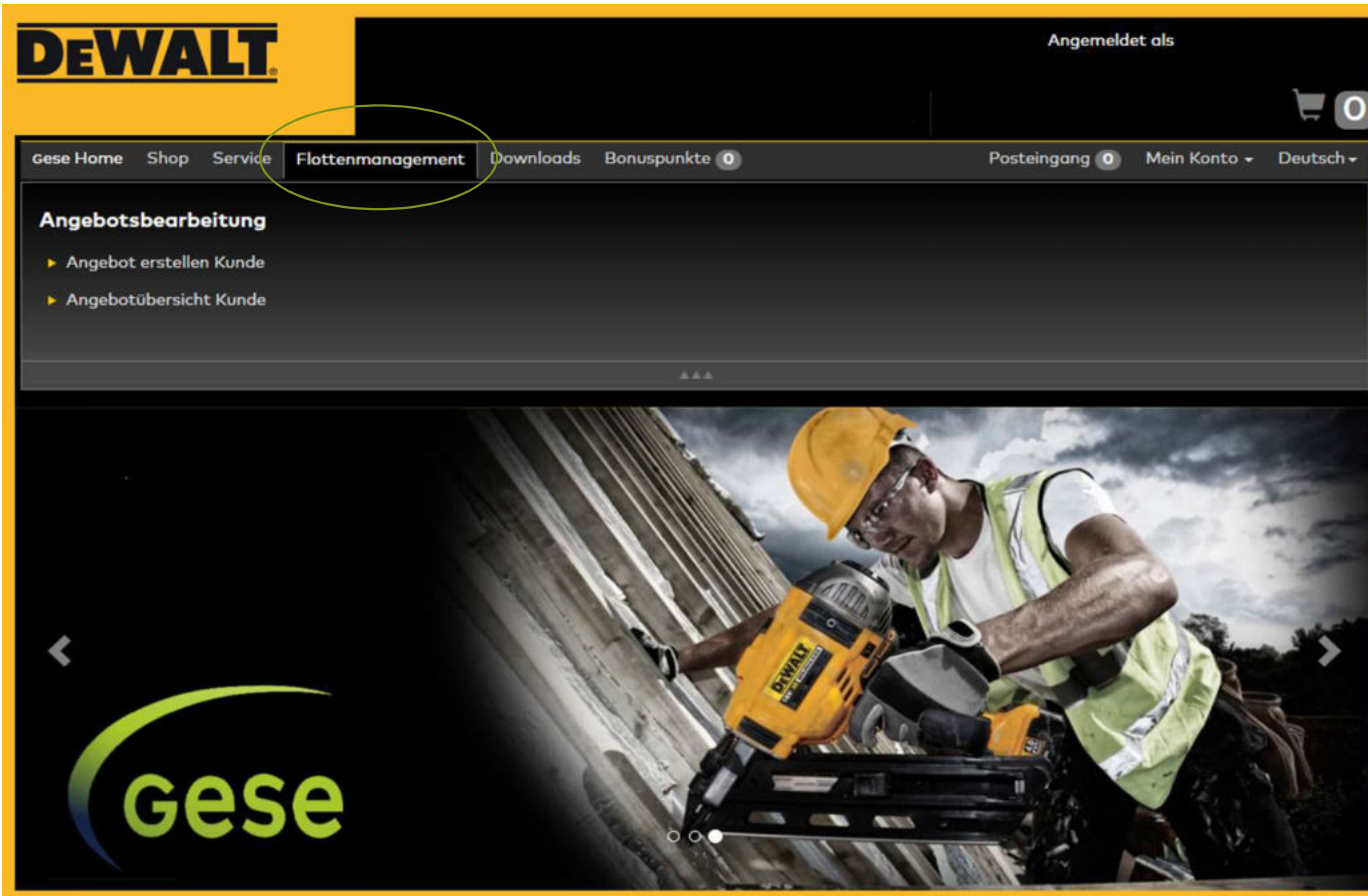 DEWALT®
Angemeldet als
0
Gese Home Shop Service Flottenmanagement Downloads Bonuspunkte 0 Posteingang 0 Mein Konto Deutsch
Angebotsbearbeitung
Angebot erstellen Kunde
Angebotübersicht Kunde
DEWALT
Gese